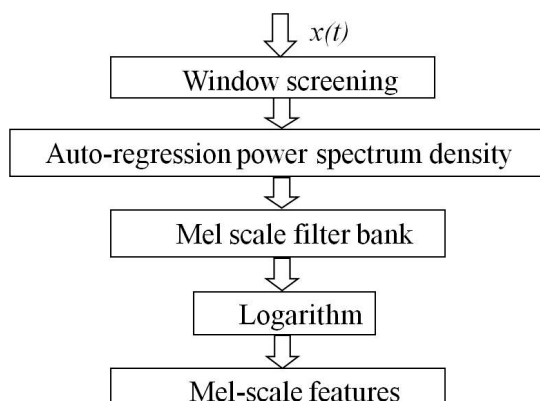 x(t)
Window screening
Auto-regression power spectrum density
Mel scale filter bank
Logarithm
Mel-scale features